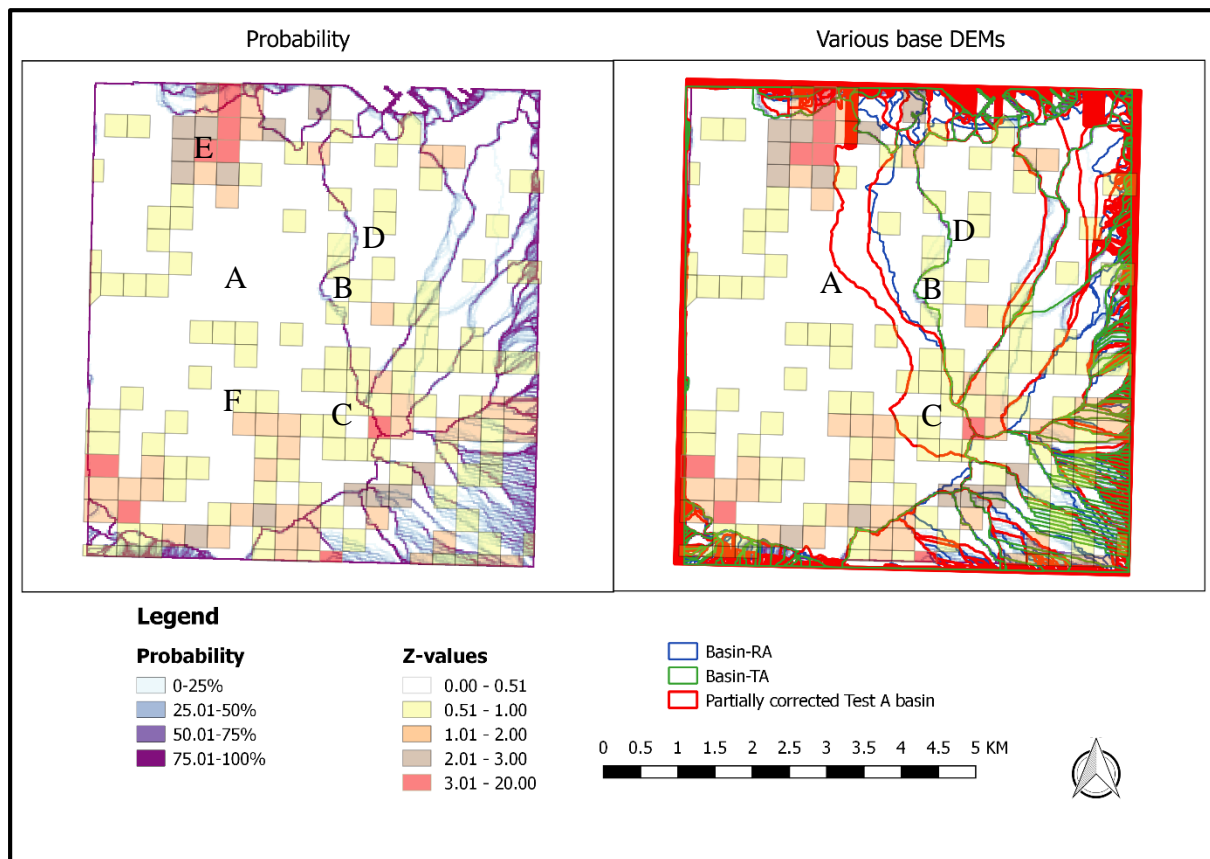 Probability
Various base DEMs
E
D
A
B
F
C
D
A
B
C
Legend
Probability
0-25%
25.01-50%
50.01-75%
75.01-100%
Z-values
0.00 - 0.51
0.51 - 1.00
1.01 - 2.00
2.01 - 3.00
3.01 - 20.00
Basin-RA
Basin-TA
Partially corrected Test A basin
0 0.5 1 1.5 2 2.5 3 3.5 4 4.5 5 KM